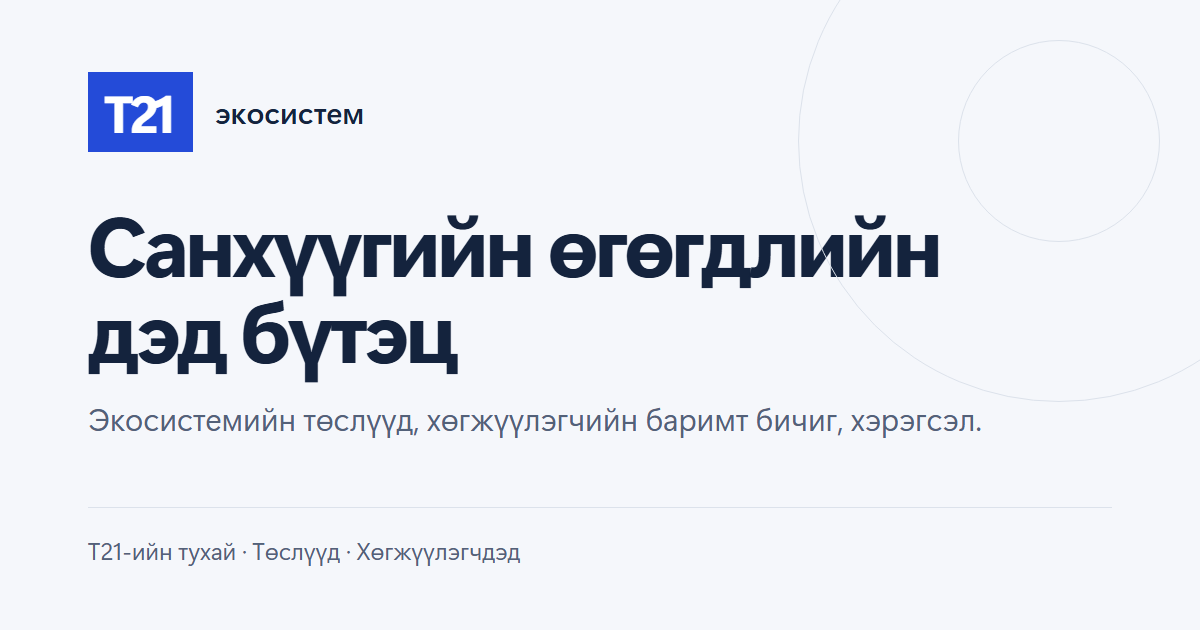 T21
экосистем
Санхүүгийн өгөгдлийн
дэд бүтэц
Экосистемийн төслүүд, хөгжүүлэгчийн баримт бичиг, хэрэгсэл.
T21-ийн тухай · Төслүүд · Хөгжүүлэгчдэд